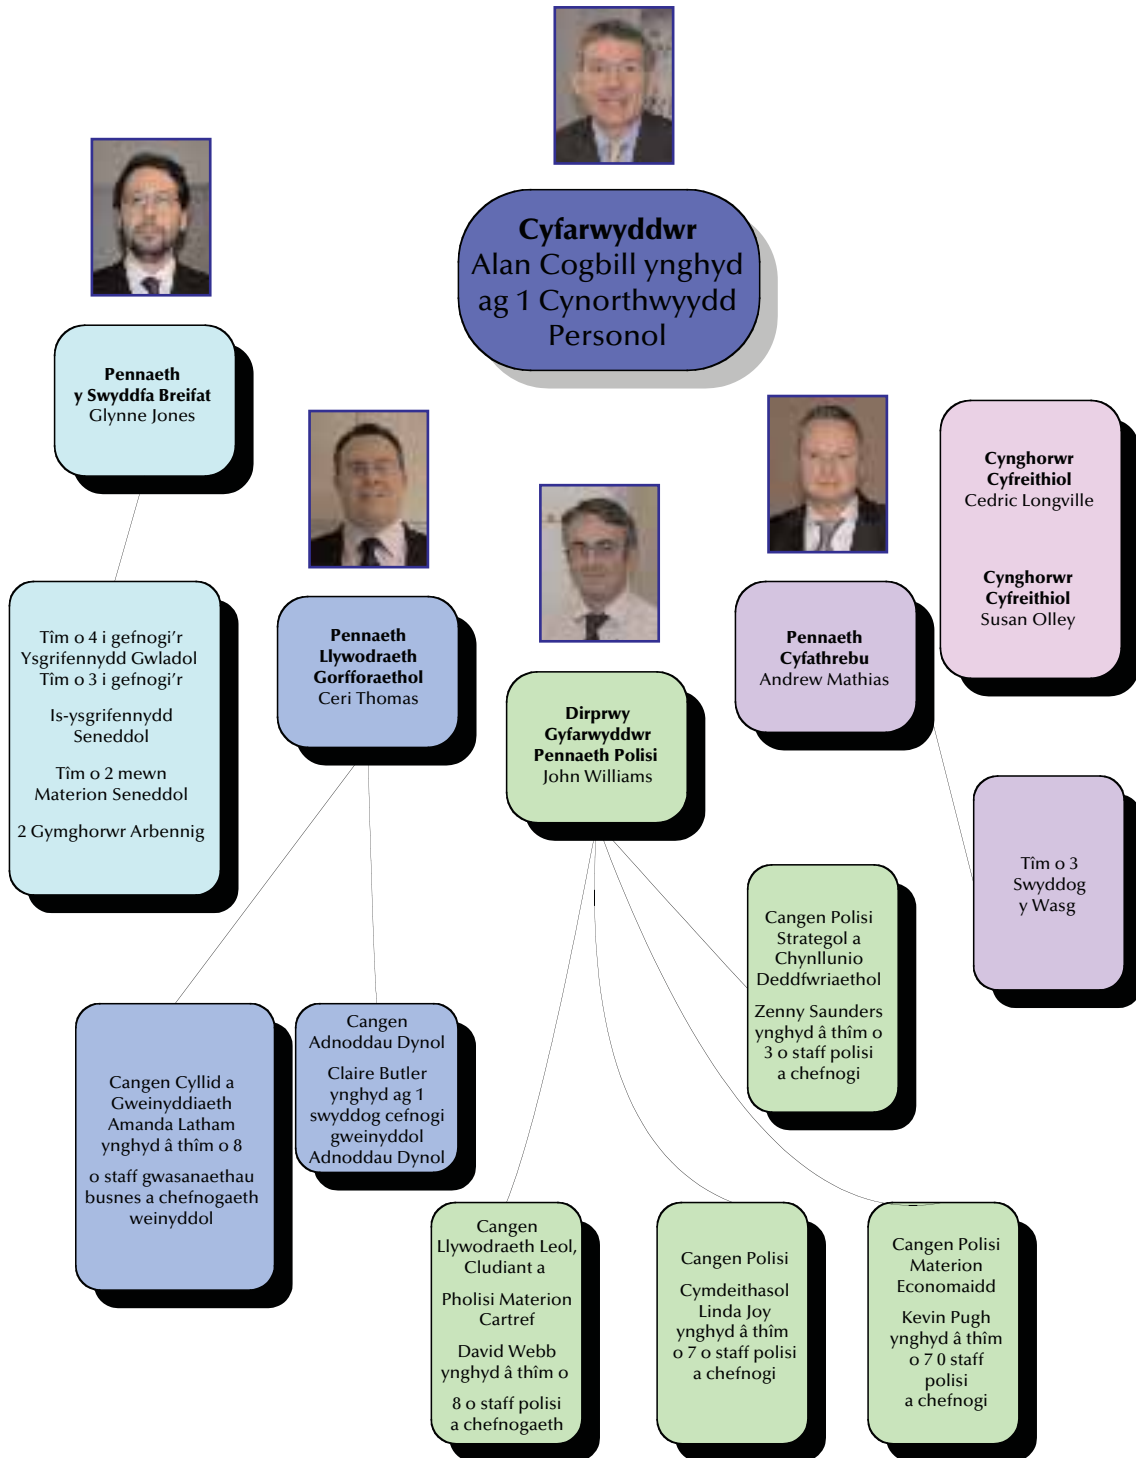 Cyfarwyddwr
Alan Cogbill ynghyd
ag 1 Cynorthwyydd
Personol
Pennaeth
y Swyddfa Breifat
Glynne Jones
Tîm o 4 i gefnogi'r
Ysgrifennydd Gwladol
Tîm o 3 i gefnogi'r
Is-ysgrifennydd
Seneddol
Tîm o 2 mewn
Materion Seneddol
2 Gymghorwr Arbennig
Pennaeth
Llywodraeth
Gorfforaethol
Ceri Thomas
Dirprwy
Gyfarwyddwr
Pennaeth Polisi
John Williams
Pennaeth
Cyfathrebu
Andrew Mathias
Cynghorwr
Cyfreithiol
Cedric Longville
Cynghorwr
Cyfreithiol
Susan Olley
Tîm o 3
Swyddog
y Wasg
Cangen Polisi
Strategol a
Chynllunio
Deddfwriaethol
Zenny Saunders
ynghyd â thîm o
3 o staff polisi
a chefnogi
Cangen Cyllid a
Gweinyddiaeth
Amanda Latham
ynghyd â thîm o 8
o staff gwasanaethau
busnes a chefnogaeth
weinyddol
Cangen
Adnoddau Dynol
Claire Butler
ynghyd ag 1
swyddog cefnogi
gweinyddol
Adnoddau Dynol
Cangen
Llywodraeth Leol,
Cludiant a
Pholisi Materion
Cartref
David Webb
ynghyd â thîm o
8 o staff polisi
a chefnogaeth
Cangen Polisi
Cymdeithasol
Linda Joy
ynghyd â thîm
o 7 o staff polisi
a chefnogi
Cangen Polisi
Materion
Economaidd
Kevin Pugh
ynghyd â thîm
o 7 0 staff
polisi
a chefnogi